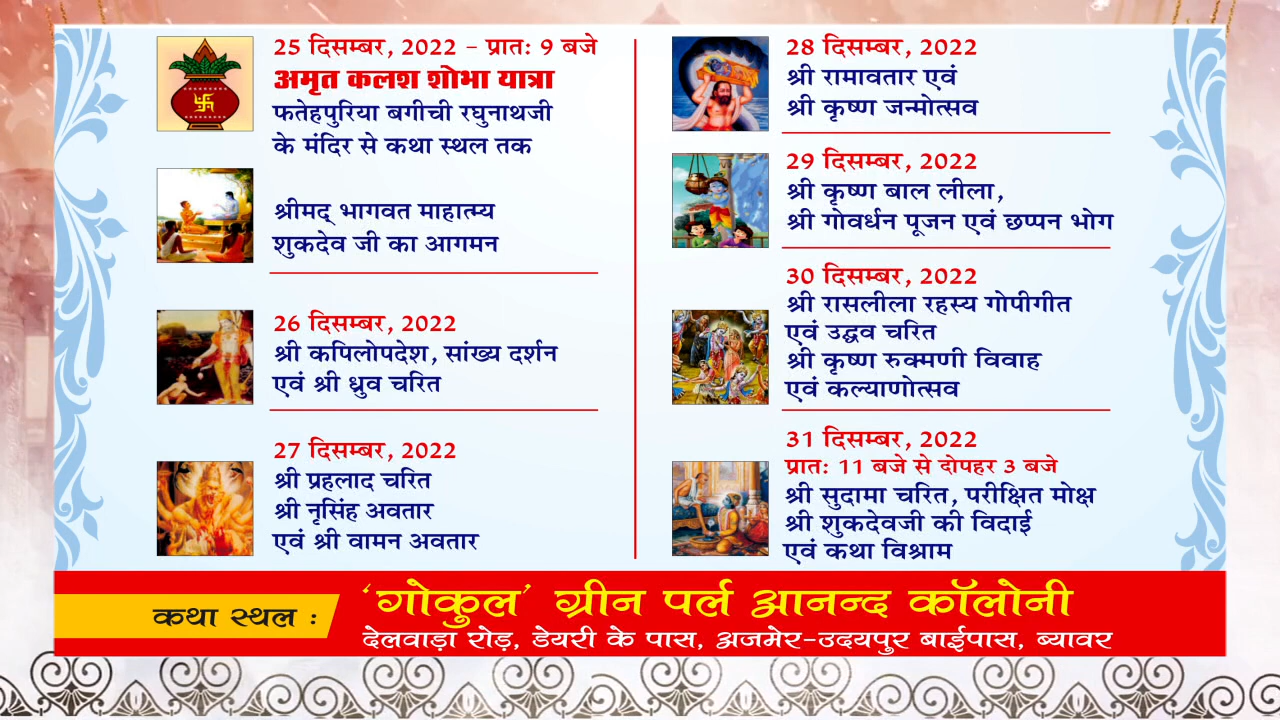 25 दिसम्बर, 2022 - प्रातः 9 बजे
अमृत कलश शोभा यात्रा
फतेहपुरिया बगीची रघुनाथजी
के मंदिर से कथा स्थल तक
श्रीमद् भागवत माहात्म्य
शुकदेव जी का आगमन
26 दिसम्बर, 2022
श्री कपिलोपदेश, सांख्य दर्शन
एवं श्री ध्रुव चरित
27 दिसम्बर, 2022
श्री प्रहलाद चरित
श्री नृसिंह अवतार
एवं श्री वामन अवतार
28 दिसम्बर, 2022
श्री रामावतार एवं
श्री कृष्ण जन्मोत्सव
29 दिसम्बर, 2022
श्री कृष्ण बाल लीला,
श्री गोवर्धन पूजन एवं छप्पन भोग
30 दिसम्बर, 2022
श्री रासलीला रहस्य गोपीगीत
एवं उद्धव चरित
श्री कृष्ण रुक्मणी विवाह
एवं कल्याणोत्सव
31 दिसम्बर, 2022
प्रातः 11 बजे से दोपहर 3 बजे
श्री सुदामा चरित, परीक्षित मोक्ष
श्री शुकदेवजी की विदाई
एवं कथा विश्राम
कथा स्थल :
‘गोकुल’ ग्रीन पर्ल आनन्द कॉलोनी
देलवाड़ा रोड़, डेयरी के पास, अजमेर-उदयपुर बाईपास, ब्यावर